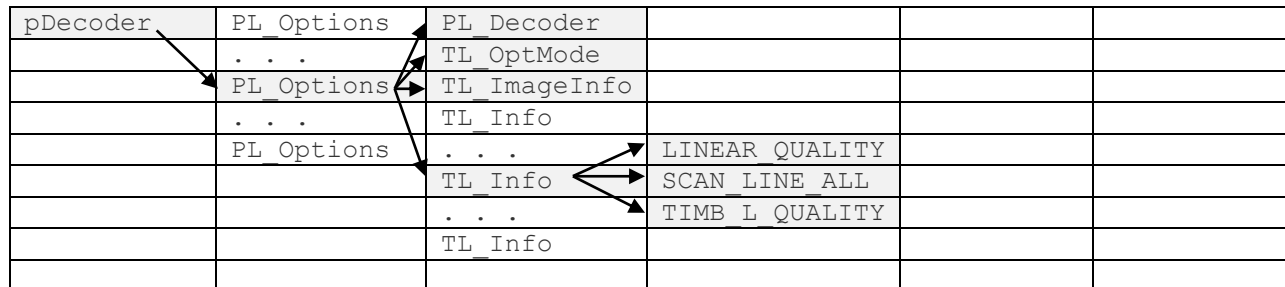 pDecoder PL_Options PL_Decoder
. . . TL_OptMode
PL_Options TL_ImageInfo
. . . TL_Info
PL_Options . . . LINEAR_QUALITY
TL_Info SCAN_LINE_ALL
. . . TIMB_L_QUALITY
TL_Info